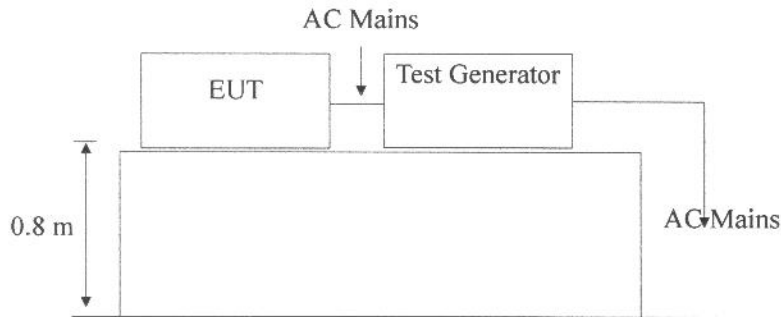 AC Mains
EUT
Test Generator
0.8 m
AC Mains